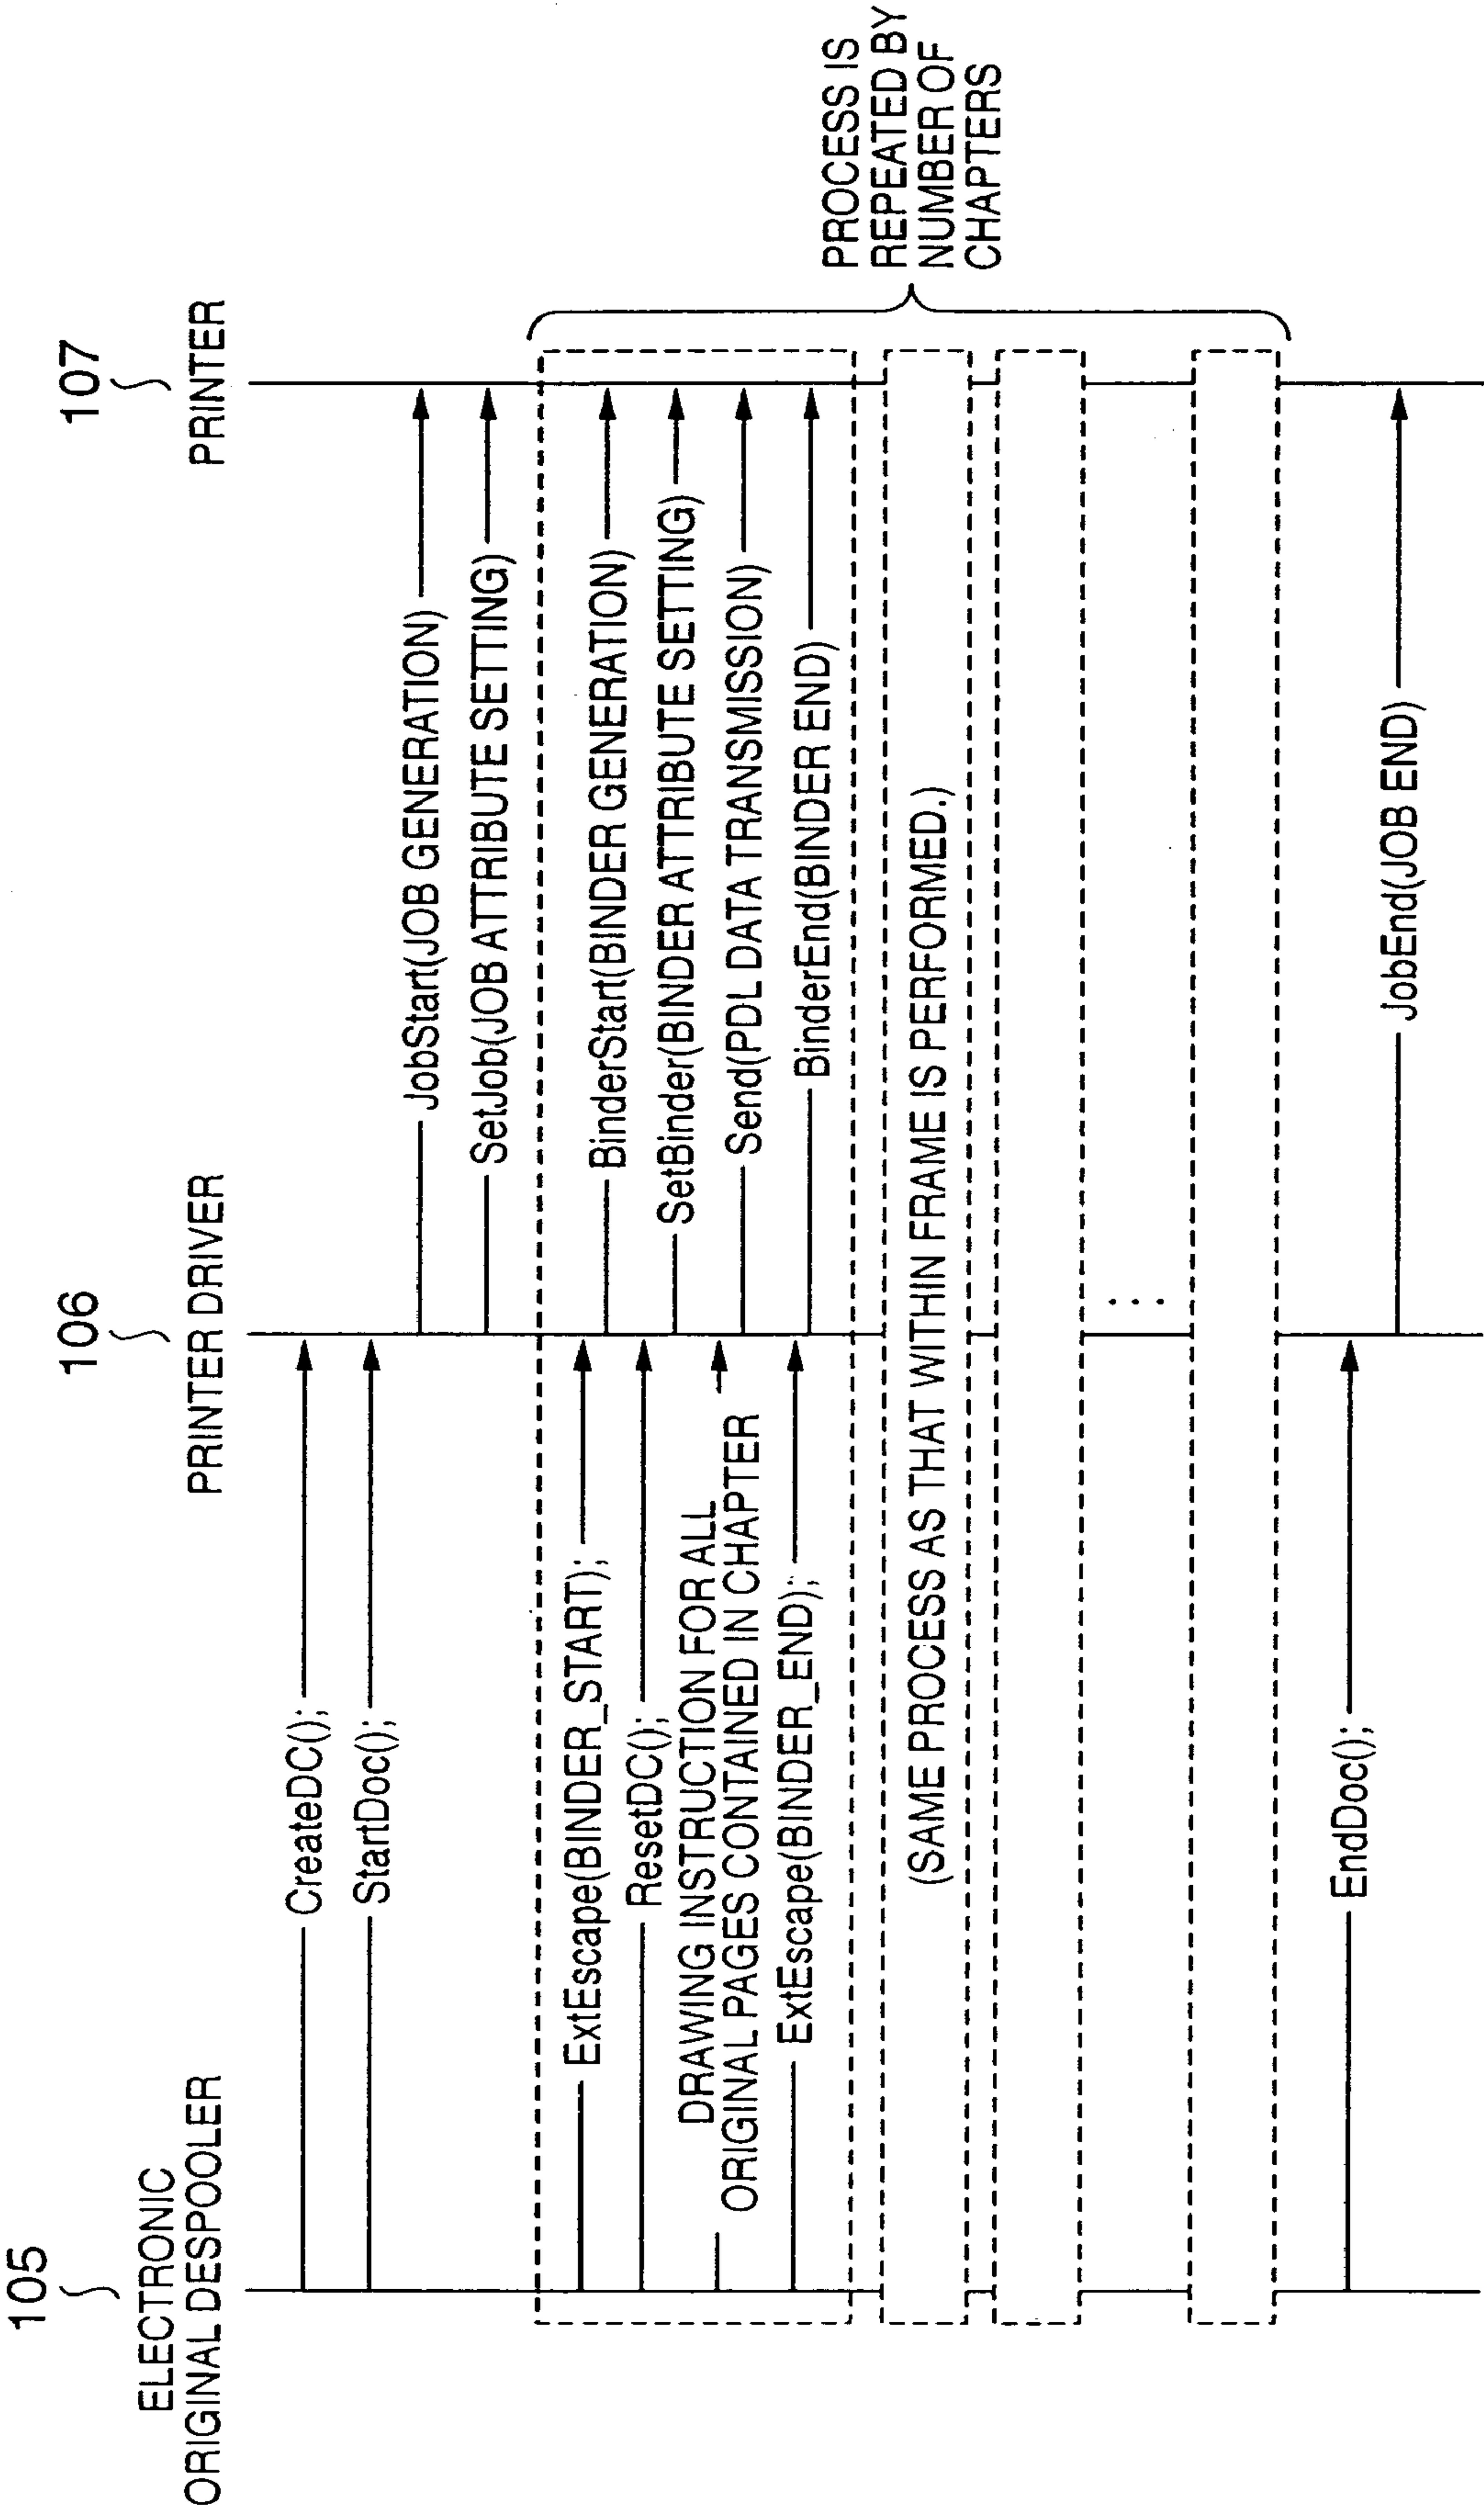 105
ELECTRONIC
ORIGINAL DESPOOLER
106
PRINTER DRIVER
107
PRINTER
CreateDC();
StartDoc();
JobStart(JOB GENERATION)
SetJob(JOB ATTRIBUTE SETTING)
ExtEscape(BINDER_START);
BinderStart(BINDER GENERATION)
ResetDC();
SetBinder(BINDER ATTRIBUTE SETTING)
DRAWING INSTRUCTION FOR ALL
ORIGINAL PAGES CONTAINED IN CHAPTER
Send(PDL DATA TRANSMISSION)
ExtEscape(BINDER_END);
BinderEnd(BINDER END)
(SAME PROCESS AS THAT WITHIN FRAME IS PERFORMED.)
PROCESS IS
REPEATED BY
NUMBER OF
CHAPTERS
...
EndDoc();
JobEnd(JOB END)